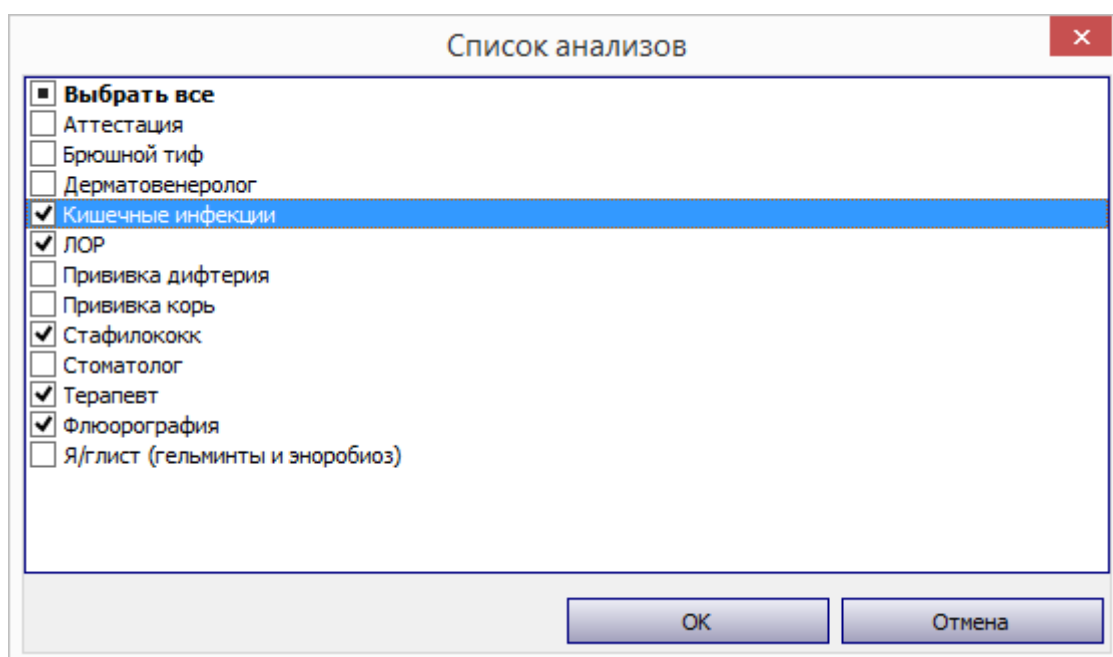 Список анализов
Выбрать все
Аттестация
Брюшной тиф
Дерматовенеролог
Кишечные инфекции
ЛОР
Прививка дифтерия
Прививка корь
Стафилококк
Стоматолог
Терапевт
Флюорография
Я/глист (гельминты и эноробиоз)
ОК
Отмена